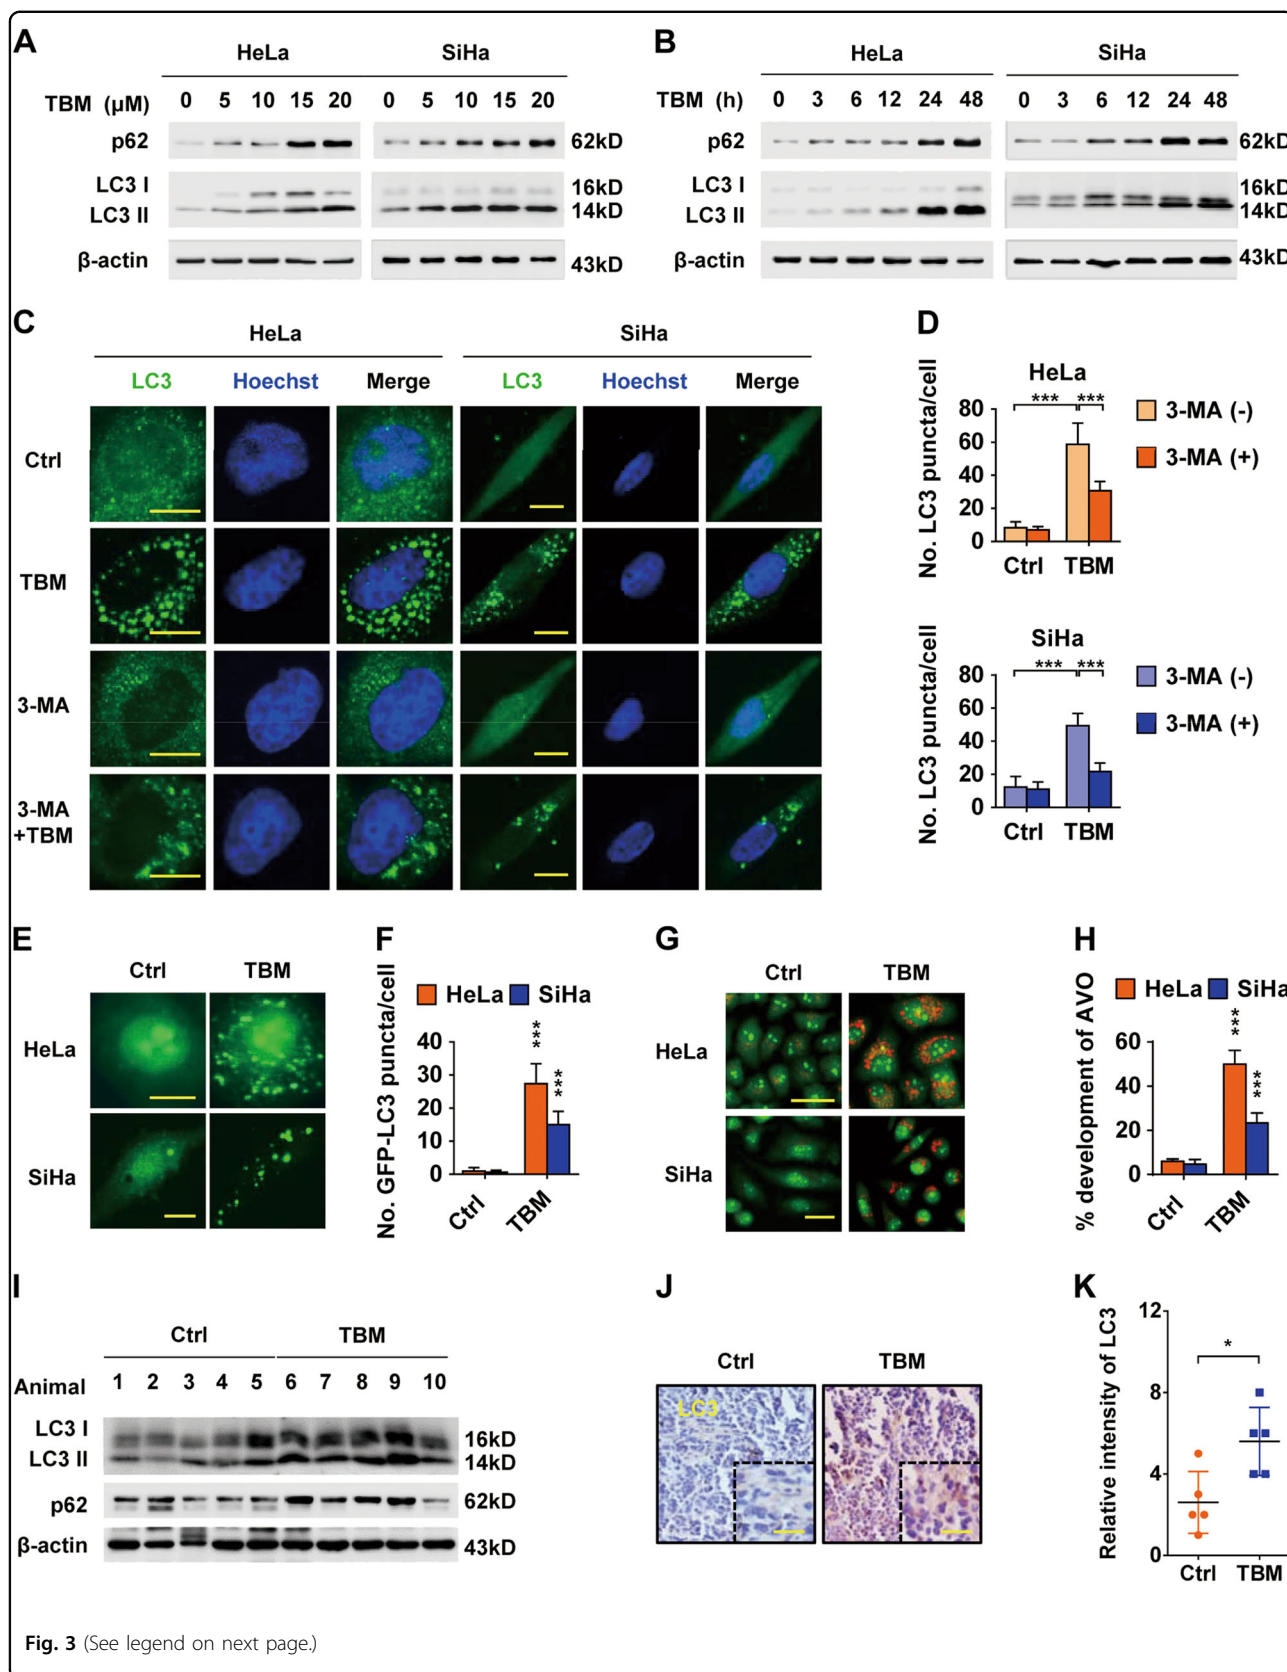 A
HeLa SiHa
TBM (µM) 0 5 10 15 20 0 5 10 15 20
p62 62kD
LC3 I 16kD
LC3 II 14kD
β-actin 43kD
B
HeLa SiHa
TBM (h) 0 3 6 12 24 48 0 3 6 12 24 48
p62 62kD
LC3 I 16kD
LC3 II 14kD
β-actin 43kD
C
HeLa SiHa
LC3 Hoechst Merge LC3 Hoechst Merge
Ctrl
TBM
3-MA
3-MA
+TBM
D
HeLa
No. LC3 puncta/cell
80
60
40
20
0
*** ***
Ctrl TBM
3-MA (-)
3-MA (+)
SiHa
No. LC3 puncta/cell
80
60
40
20
0
*** ***
Ctrl TBM
3-MA (-)
3-MA (+)
E
Ctrl TBM
HeLa
SiHa
F
HeLa SiHa
No. GFP-LC3 puncta/cell
40
30
20
10
0
*** ***
Ctrl TBM
G
Ctrl TBM
HeLa
SiHa
H
HeLa SiHa
% development of AVO
60
40
20
0
*** ***
Ctrl TBM
I
Ctrl TBM
Animal 1 2 3 4 5 6 7 8 9 10
LC3 I 16kD
LC3 II 14kD
p62 62kD
β-actin 43kD
J
Ctrl TBM
LC3
K
Relative intensity of LC3
12
8
4
0
*
Ctrl TBM
Fig. 3 (See legend on next page.)